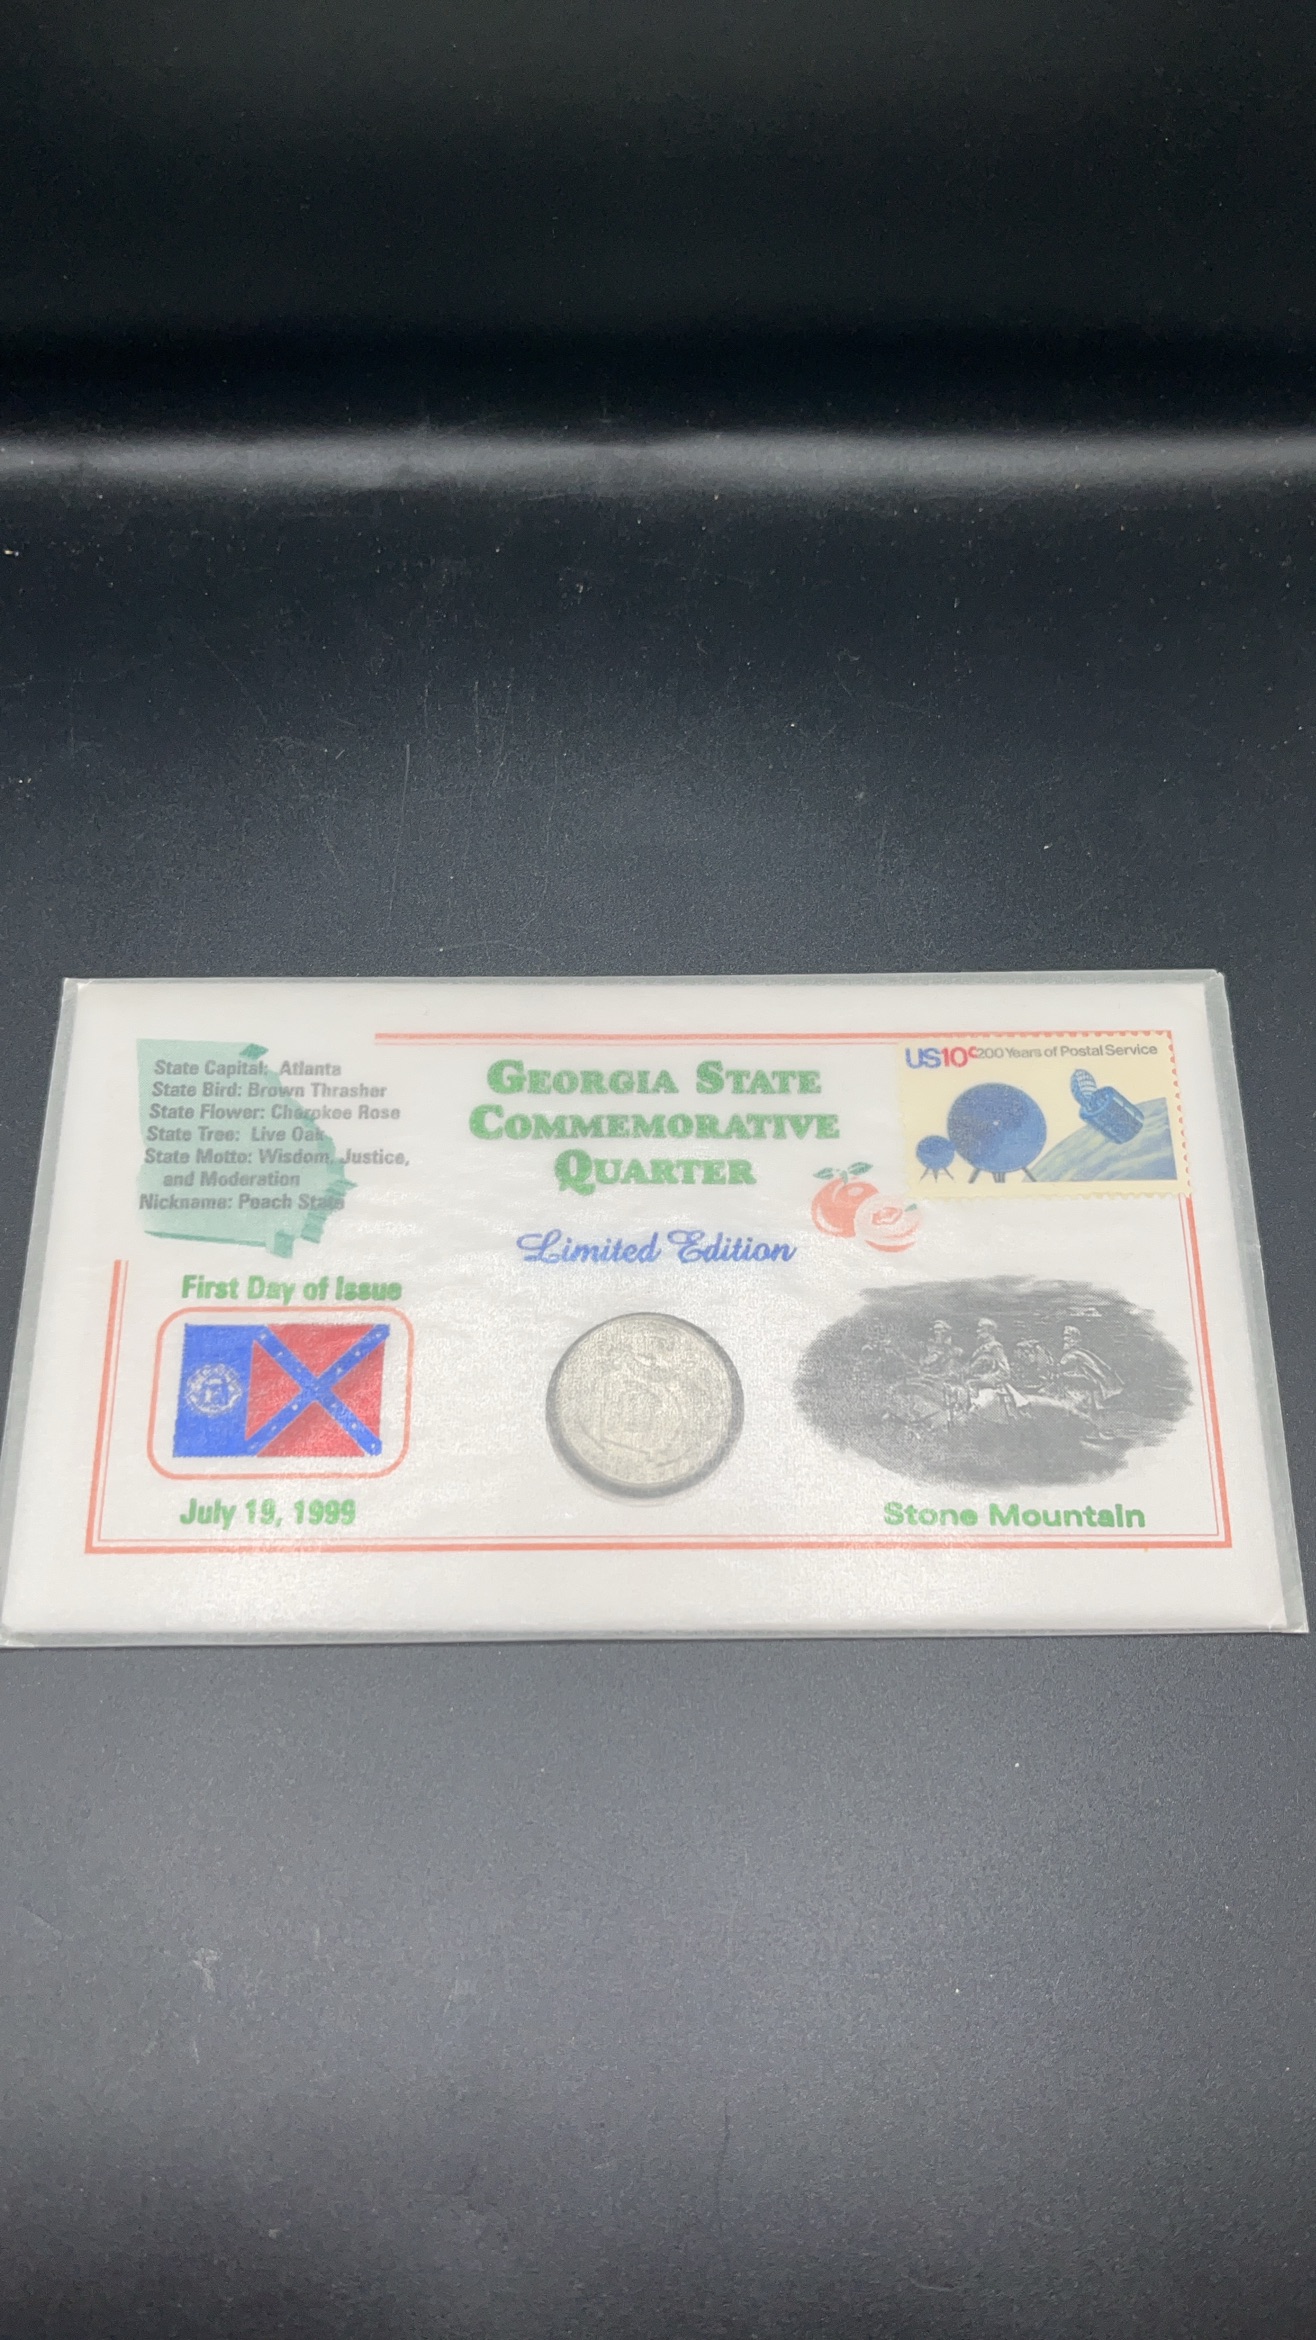 State Capital: Atlanta
State Bird: Brown Thrasher
State Flower: Cherokee Rose
State Tree: Live Oak
State Motto: Wisdom, Justice,
and Moderation
Nickname: Peach State
GEORGIA STATE
COMMEMORATIVE
QUARTER
Limited Edition
US10c 200 Years of Postal Service
First Day of Issue
July 19, 1999
Stone Mountain